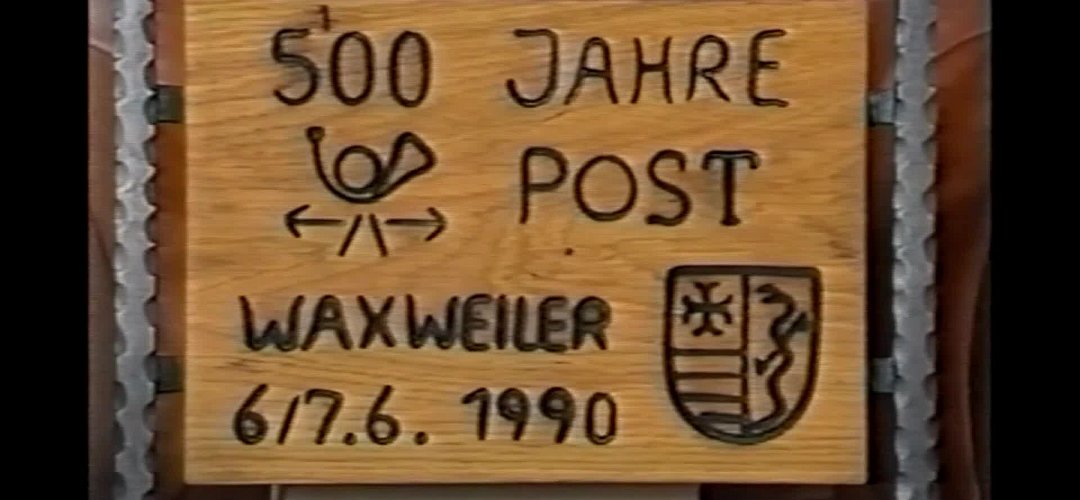 500 JAHRE
POST
WAXWEILER
6/7.6. 1990